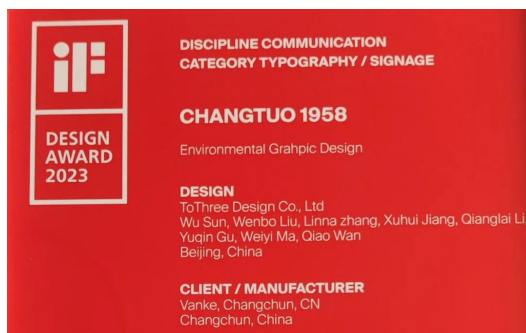 iF
DESIGN
AWARD
2023
DISCIPLINE COMMUNICATION
CATEGORY TYPOGRAPHY / SIGNAGE
CHANGTUO 1958
Environmental Grahpic Design
DESIGN
ToThree Design Co., Ltd
Wu Sun, Wenbo Liu, Linna zhang, Xuhui Jiang, Qianglai Li,
Yuqin Gu, Weiyi Ma, Qiao Wan
Beijing, China
CLIENT / MANUFACTURER
Vanke, Changchun, CN
Changchun, China